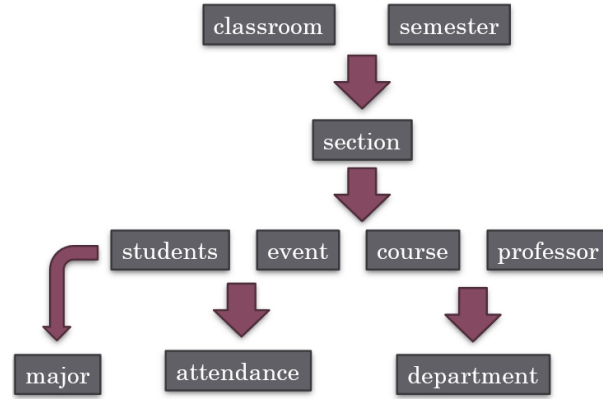 classroom
semester
section
students
event
course
professor
major
attendance
department